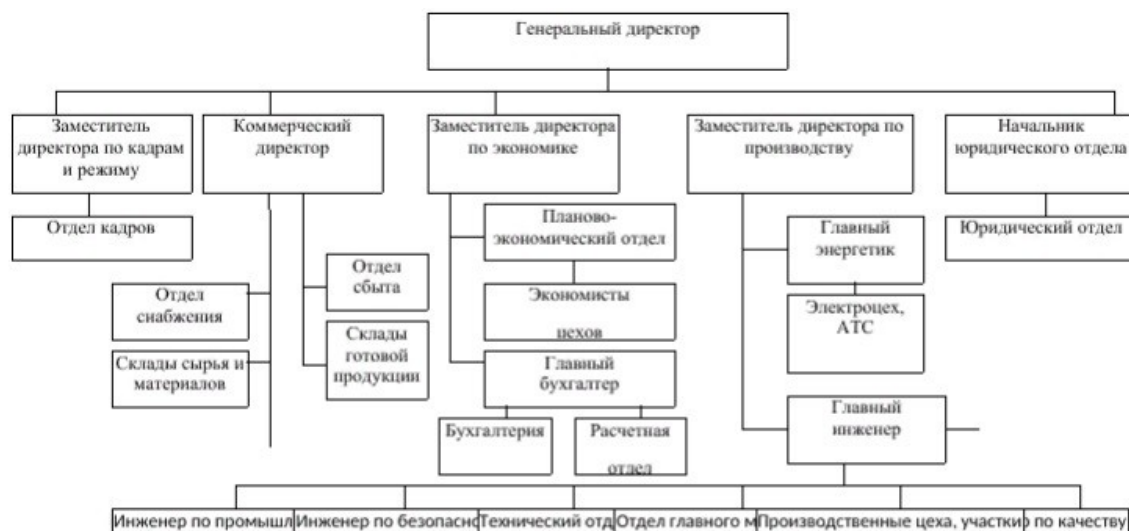 Генеральный директор
Заместитель
директора по кадрам
и режиму
Коммерческий
директор
Заместитель директора
по экономике
Заместитель директора по
производству
Начальник
юридического отдела
Отдел кадров
Планово-
экономический отдел
Главный
энергетик
Юридический отдел
Отдел
снабжения
Отдел
сбыта
Экономисты
цехов
Электроцех,
АТС
Склады сырья и
материалов
Склады
готовой
продукции
Главный
бухгалтер
Бухгалтерия
Расчетная
отдел
Главный
инженер
Инженер по промышл
Инженер по безопасно
Технический отд
Отдел главного м
Производственные цеха, участки
р по качеству